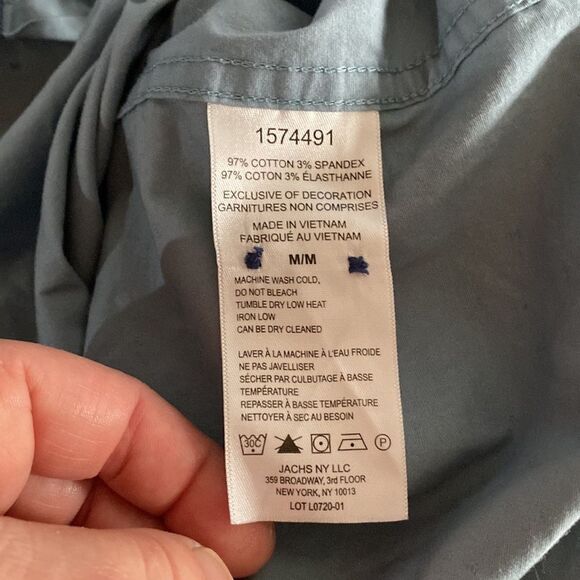 1574491
97% COTTON 3% SPANDEX
97% COTON 3% ÉLASTHANNE
EXCLUSIVE OF DECORATION
GARNITURES NON COMPRISES
MADE IN VIETNAM
FABRIQUÉ AU VIETNAM
M/M
MACHINE WASH COLD,
DO NOT BLEACH
TUMBLE DRY LOW HEAT
IRON LOW
CAN BE DRY CLEANED
LAVER À LA MACHINE À L'EAU FROIDE
NE PAS JAVELLISER
SÉCHER PAR CULBUTAGE À BASSE
TEMPÉRATURE
REPASSER À BASSE TEMPÉRATURE
NETTOYER À SEC AU BESOIN
30C P
JACHS NY LLC
359 BROADWAY, 3rd FLOOR
NEW YORK, NY 10013
LOT L0720-01